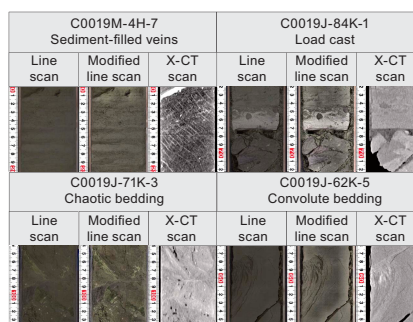 C0019M-4H-7
Sediment-filled veins
C0019J-84K-1
Load cast
Line scan
Modified line scan
X-CT scan
Line scan
Modified line scan
X-CT scan
C0019J-71K-3
Chaotic bedding
C0019J-62K-5
Convolute bedding
Line scan
Modified line scan
X-CT scan
Line scan
Modified line scan
X-CT scan